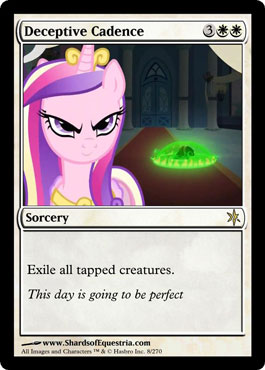 Deceptive Cadence 3
Sorcery
Exile all tapped creatures.
This day is going to be perfect
www.ShardsofEquestria.com
All Images and Characters ™ & © Hasbro Inc. 8/270